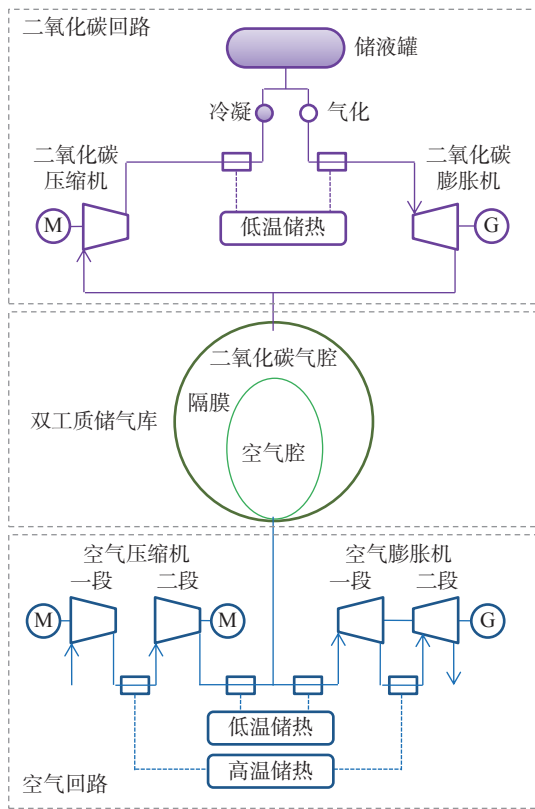 二氧化碳回路
储液罐
冷凝
气化
二氧化碳
压缩机
二氧化碳
膨胀机
M
低温储热
G
二氧化碳气腔
隔膜
双工质储气库
空气腔
空气压缩机
空气膨胀机
一段
二段
一段
二段
M
M
G
低温储热
高温储热
空气回路